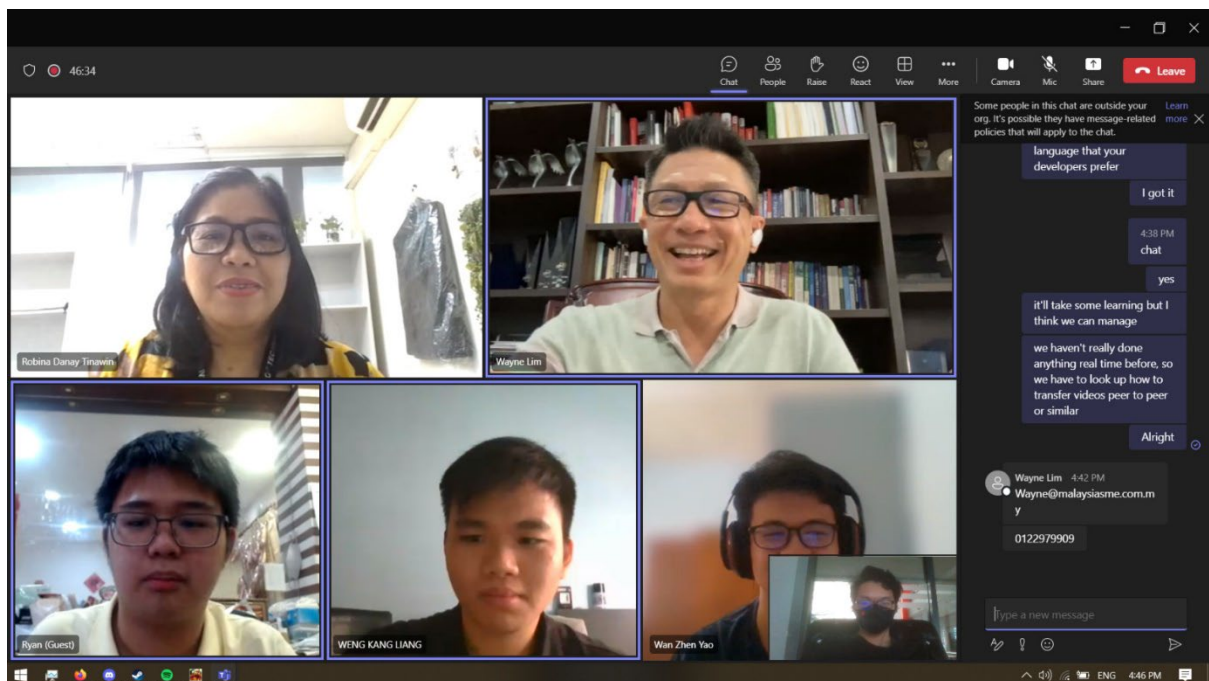 46:34
Chat
People
Raise
React
View
More
Camera
Mic
Share
Leave
Robina Danay Tinawin
Wayne Lim
Ryan (Guest)
WENG KANG LIANG
Wan Zhen Yao
Some people in this chat are outside your
org. It's possible they have message-related
policies that will apply to the chat.
Learn
more
language that your
developers prefer
I got it
4:38 PM
chat
yes
it'll take some learning but I
think we can manage
we haven't really done
anything real time before, so
we have to look up how to
transfer videos peer to peer
or similar
Alright
Wayne Lim 4:42 PM
Wayne@malaysiasme.com.m
y
0122979909
Type a new message
ENG 4:46 PM